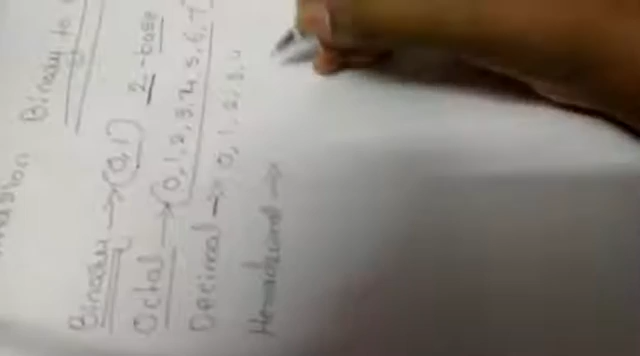 Binary to
Binary → (0, 1) 2-base
Octal → (0, 1, 2, 3, 4, 5, 6, 7
Decimal → 0, 1, 2, 3, 4
Hexadecimal →